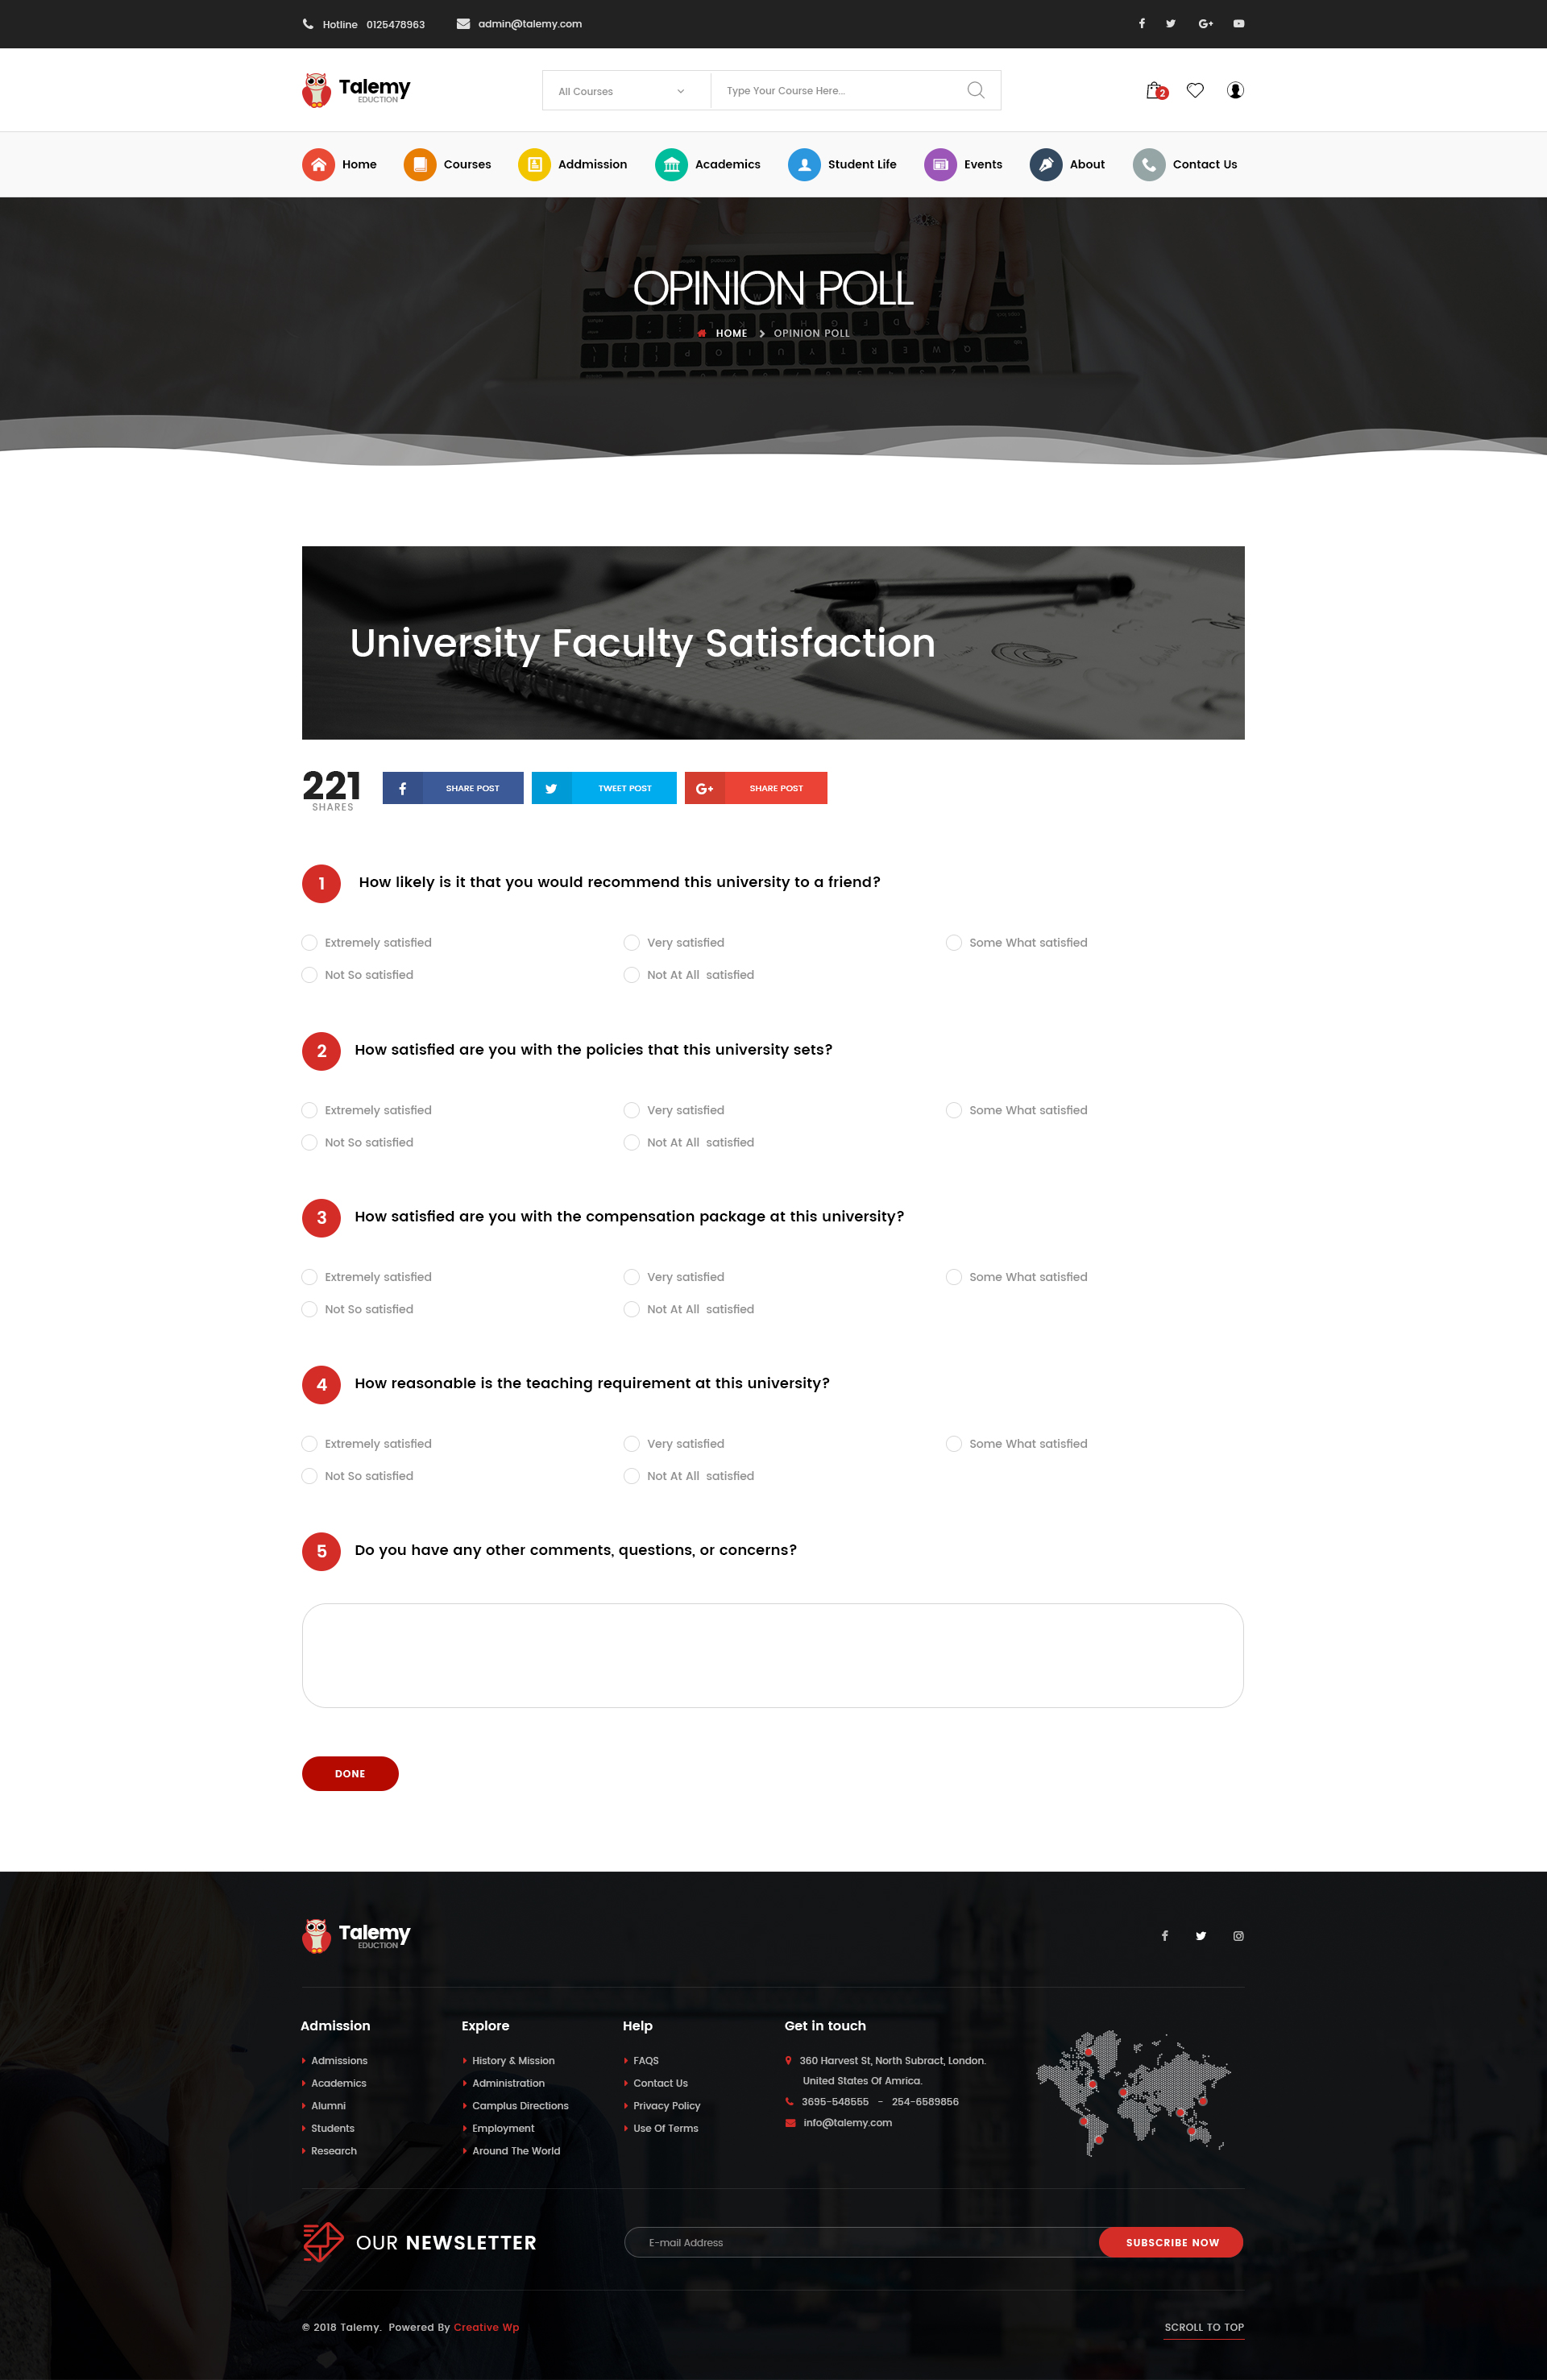 Hotline 0125478963 admin@talemy.com
Talemy
EDUCTION
All Courses Type Your Course Here... 2
Home Courses Addmission Academics Student Life Events About Contact Us
OPINION POLL
HOME OPINION POLL
University Faculty Satisfaction
221
SHARES
SHARE POST TWEET POST SHARE POST
1 How likely is it that you would recommend this university to a friend?
Extremely satisfied Very satisfied Some What satisfied
Not So satisfied Not At All satisfied
2 How satisfied are you with the policies that this university sets?
Extremely satisfied Very satisfied Some What satisfied
Not So satisfied Not At All satisfied
3 How satisfied are you with the compensation package at this university?
Extremely satisfied Very satisfied Some What satisfied
Not So satisfied Not At All satisfied
4 How reasonable is the teaching requirement at this university?
Extremely satisfied Very satisfied Some What satisfied
Not So satisfied Not At All satisfied
5 Do you have any other comments, questions, or concerns?
DONE
Talemy
EDUCTION
Admission
Admissions
Academics
Alumni
Students
Research
Explore
History & Mission
Administration
Camplus Directions
Employment
Around The World
Help
FAQS
Contact Us
Privacy Policy
Use Of Terms
Get in touch
360 Harvest St, North Subract, London.
United States Of Amrica.
3695-548555 - 254-6589856
info@talemy.com
OUR NEWSLETTER
E-mail Address SUBSCRIBE NOW
© 2018 Talemy. Powered By Creative Wp SCROLL TO TOP